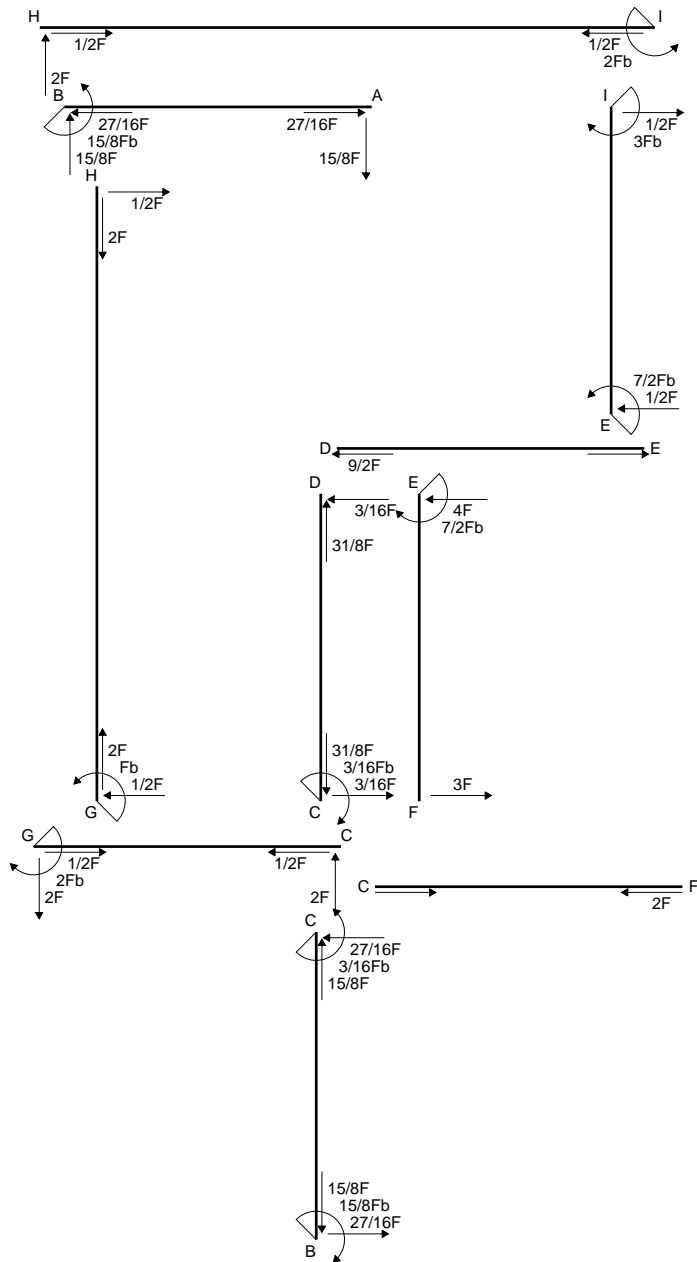 H I
1/2F 1/2F
2Fb
2F
B A I
27/16F 27/16F 1/2F
15/8Fb 3Fb
15/8F 15/8F
H
1/2F
2F
7/2Fb
1/2F
E
D E
9/2F
D E
3/16F 4F
7/2Fb
31/8F
2F 31/8F
Fb 3/16Fb
1/2F 3/16F 3F
G C F
G C
1/2F 1/2F
2Fb
2F 2F
C F
2F
C
27/16F
3/16Fb
15/8F
15/8F
15/8Fb
27/16F
B